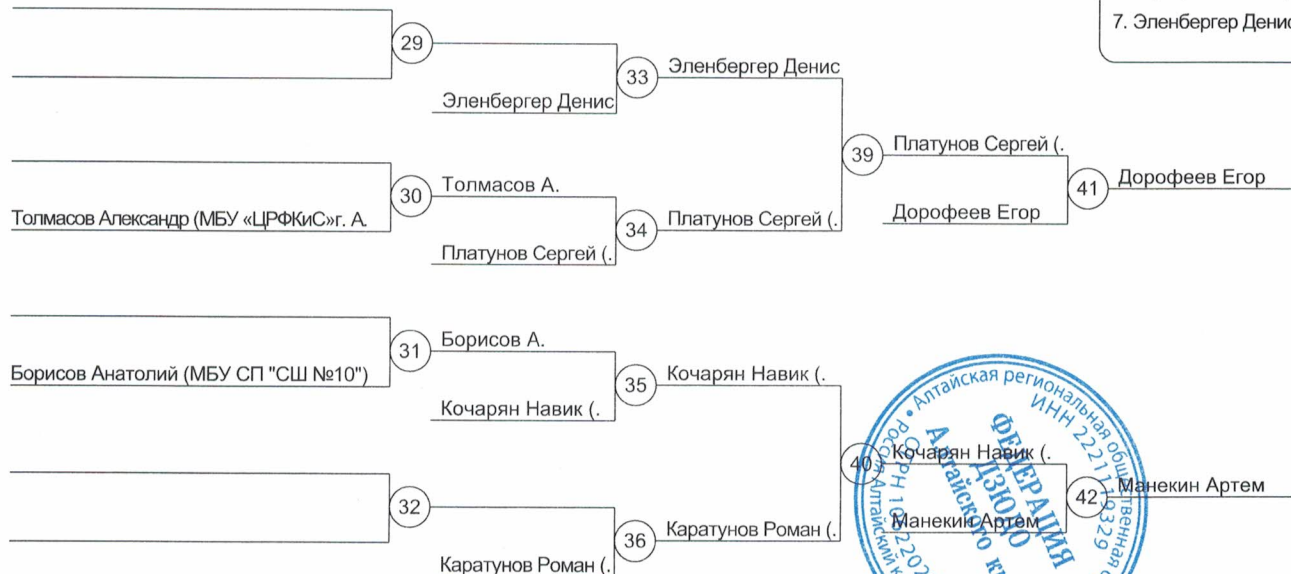 7. Эленбергер Денис
29
33
Эленбергер Денис
Эленбергер Денис
39
Платунов Сергей (.
41
Дорофеев Егор
30
Толмасов А.
Толмасов Александр (МБУ «ЦРФКиС»г. А.
34
Платунов Сергей (.
Дорофеев Егор
Платунов Сергей (.
31
Борисов А.
Борисов Анатолий (МБУ СП "СШ №10")
35
Кочарян Навик (.
Кочарян Навик (.
40
Кочарян Навик (.
42
Манекин Артем
32
Манекин Артем
36
Каратунов Роман (.
Каратунов Роман (.
Алтайская региональная
ИНН 2221119329
ФЕДЕРАЦИЯ
ДЗЮДО
Алтайского